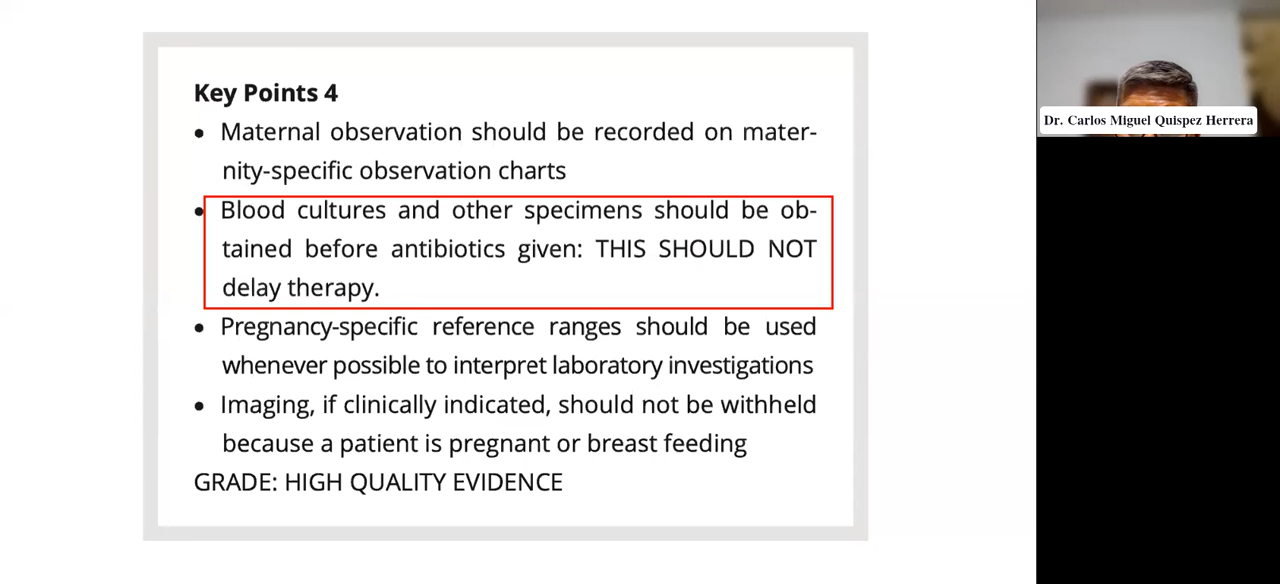 Key Points 4
• Maternal observation should be recorded on mater-
nity-specific observation charts
• Blood cultures and other specimens should be ob-
tained before antibiotics given: THIS SHOULD NOT
delay therapy.
• Pregnancy-specific reference ranges should be used
whenever possible to interpret laboratory investigations
• Imaging, if clinically indicated, should not be withheld
because a patient is pregnant or breast feeding
GRADE: HIGH QUALITY EVIDENCE
Dr. Carlos Miguel Quispez Herrera